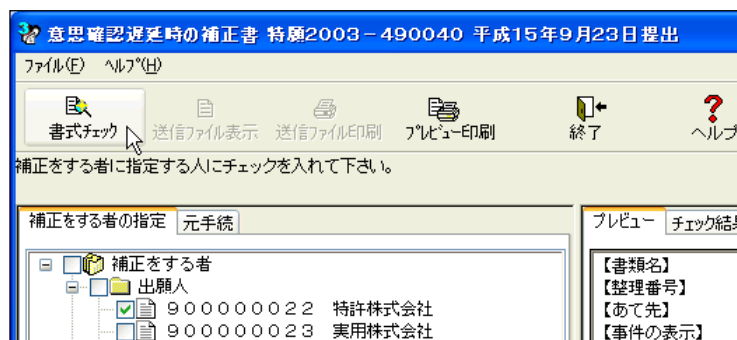 意思確認遅延時の補正書 特願2003－490040 平成15年9月23日提出
ファイル(F) ヘルプ(H)
書式チェック 送信ファイル表示 送信ファイル印刷 プレビュー印刷 終了 ヘルプ
補正をする者に指定する人にチェックを入れて下さい。
補正をする者の指定 元手続
補正をする者
出願人
900000022 特許株式会社
900000023 実用株式会社
プレビュー チェック結果
【書類名】
【整理番号】
【あて先】
【事件の表示】